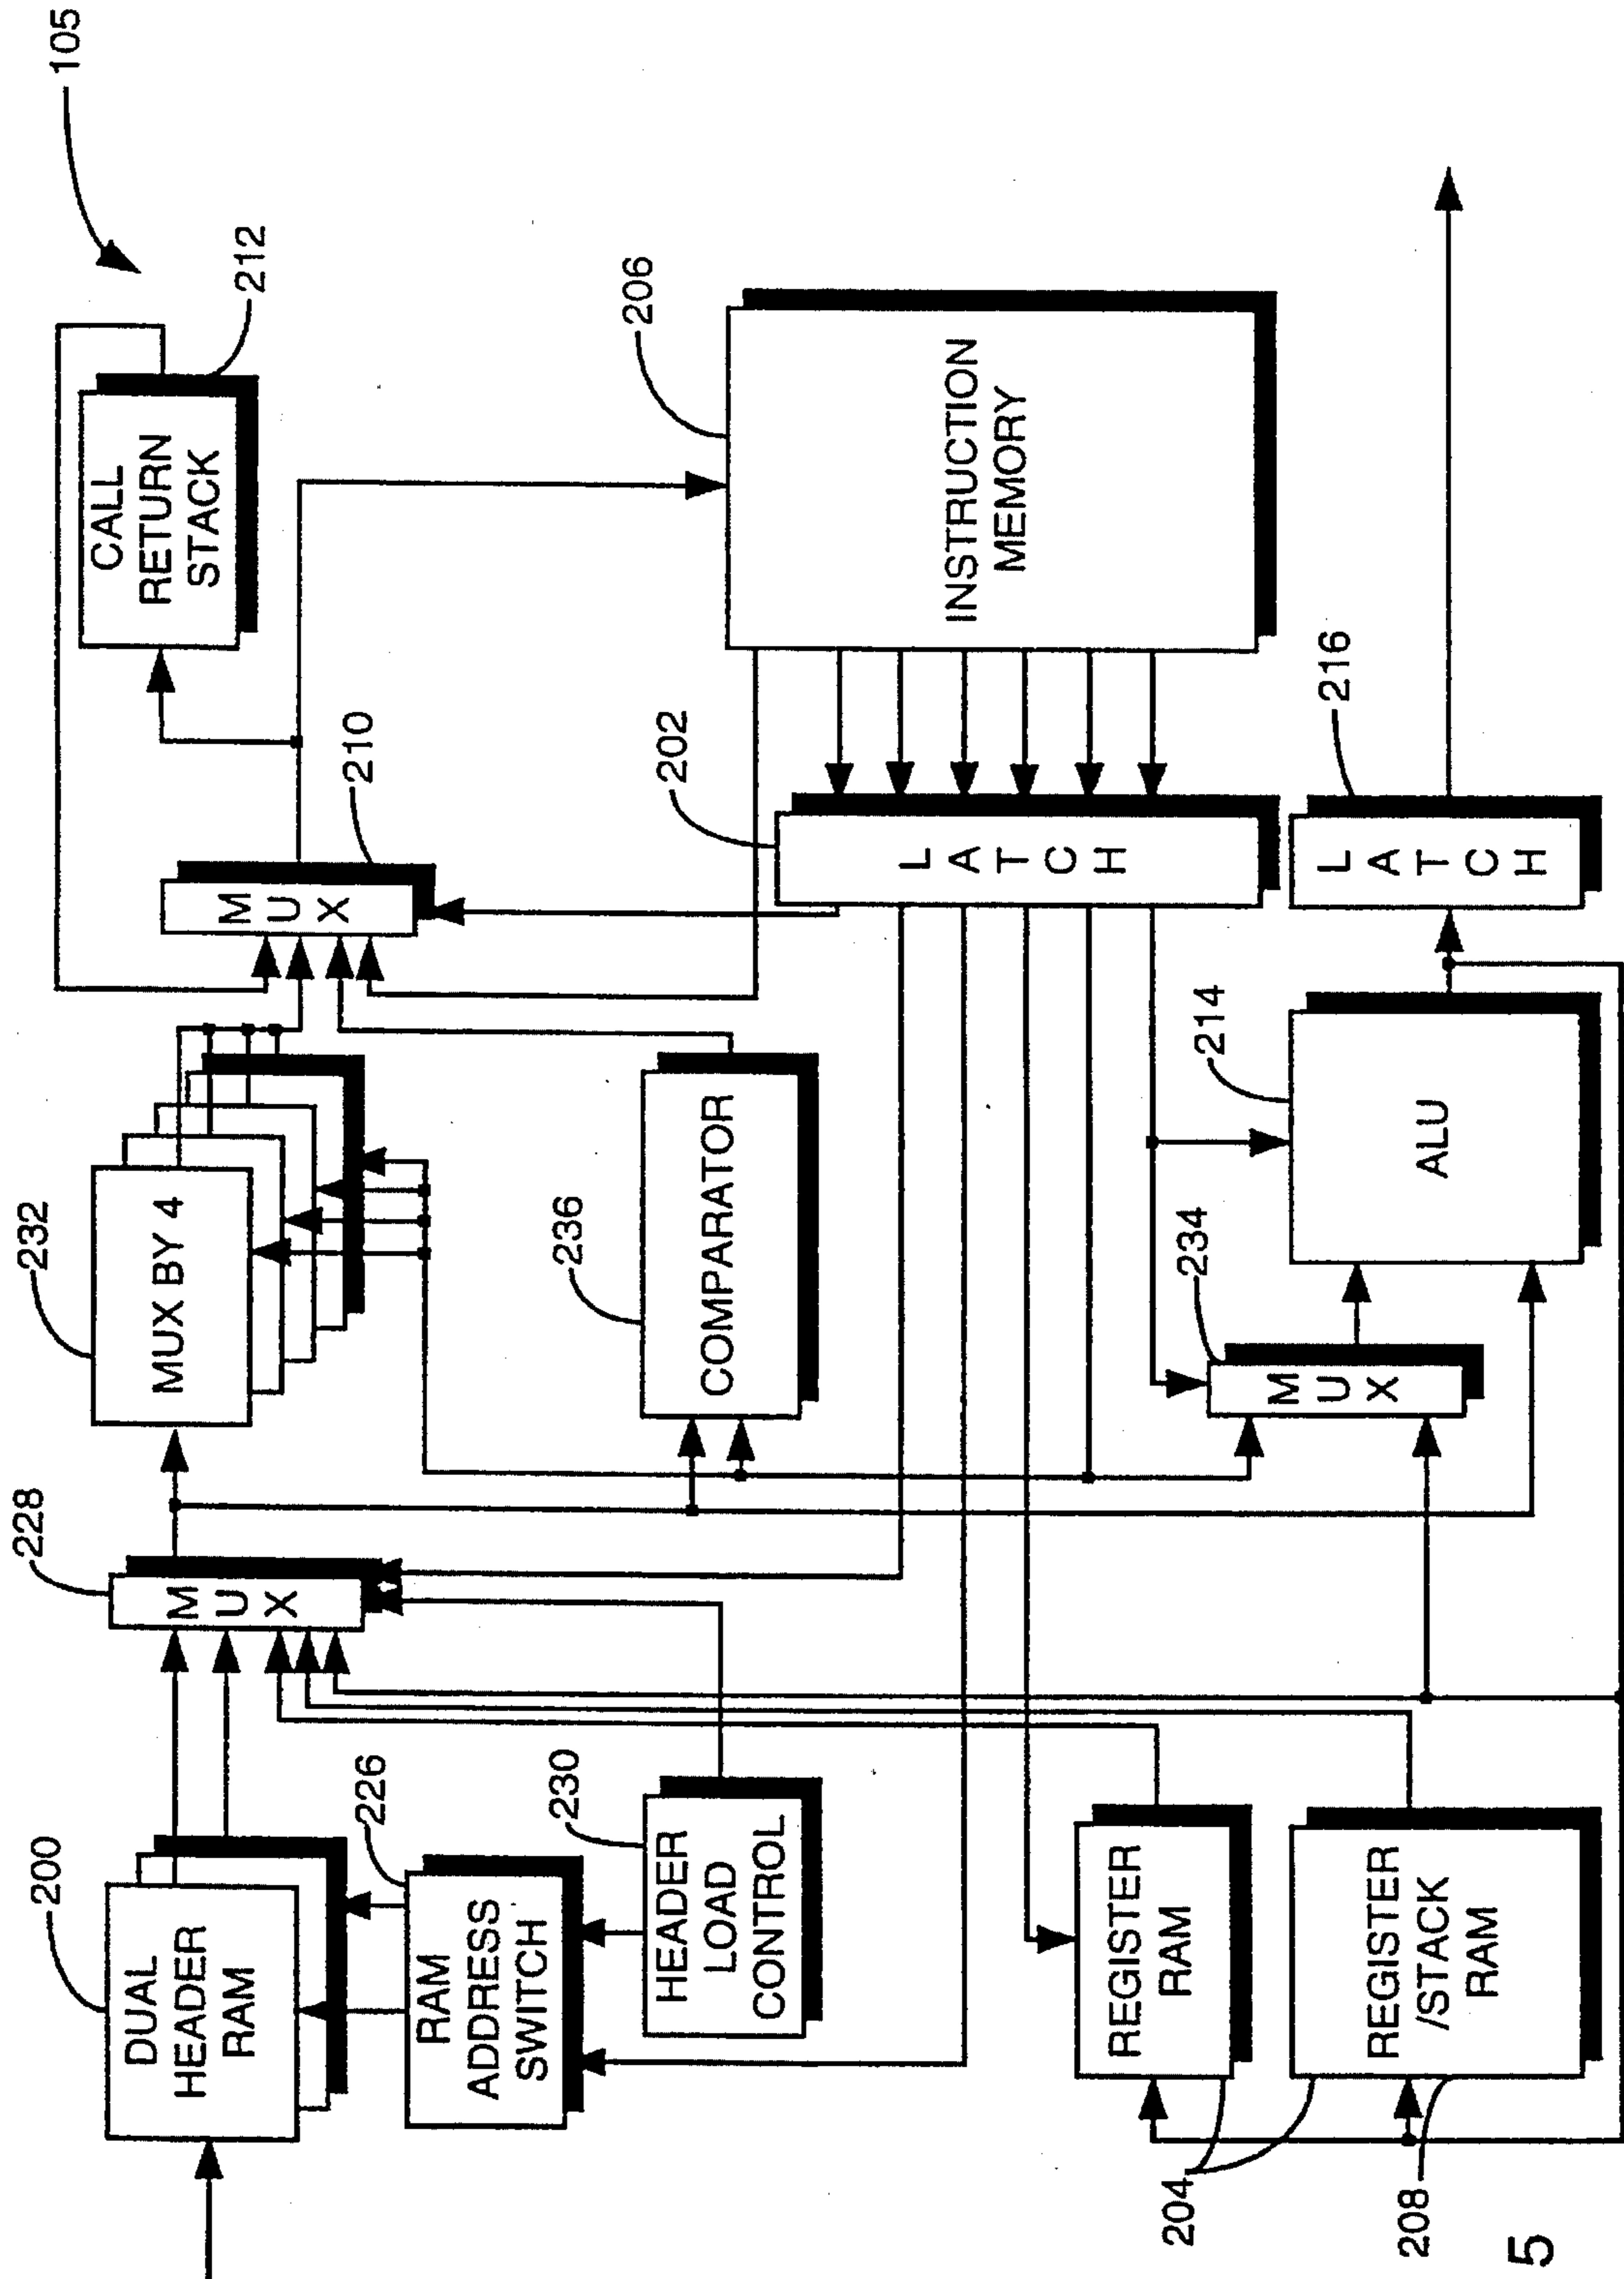 105
200
DUAL
HEADER
RAM
228
M
U
X
232
MUX BY 4
210
M
U
X
CALL
RETURN
STACK
212
226
RAM
ADDRESS
SWITCH
230
HEADER
LOAD
CONTROL
236
COMPARATOR
202
L
A
T
C
H
206
INSTRUCTION
MEMORY
204
REGISTER
RAM
208
REGISTER
/STACK
RAM
234
M
U
X
214
ALU
216
L
A
T
C
H
5